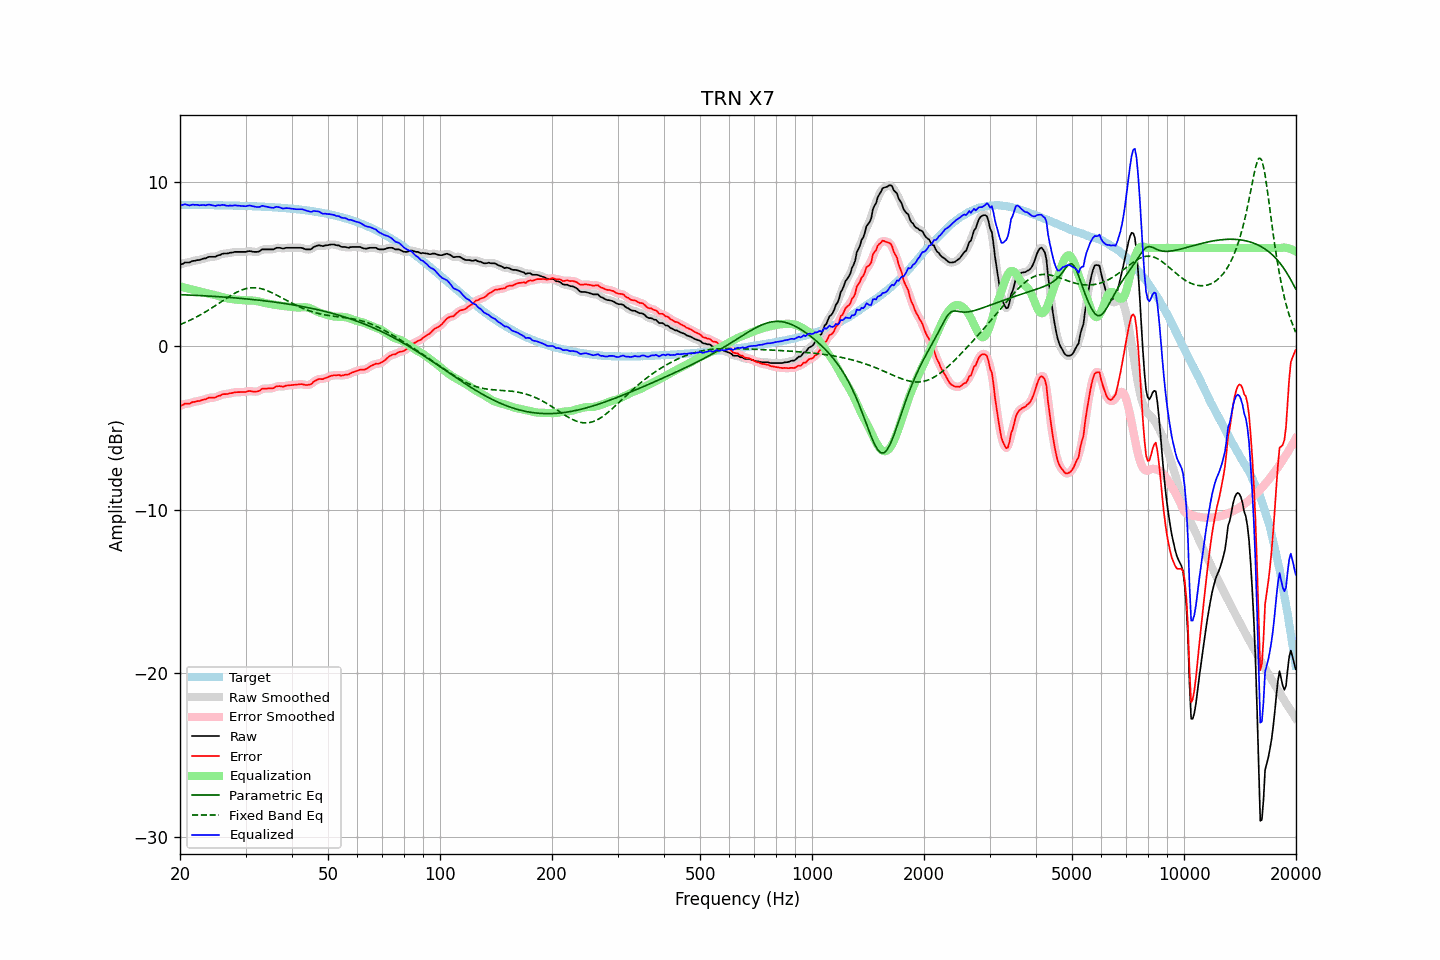 TRN X7
Amplitude (dBr)
10
0
−10
−20
−30
Target
Raw Smoothed
Error Smoothed
Raw
Error
Equalization
Parametric Eq
Fixed Band Eq
Equalized
20 50 100 200 500 1000 2000 5000 10000 20000
Frequency (Hz)